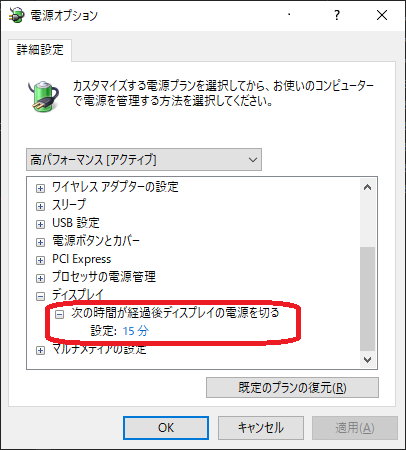 電源オプション
詳細設定
カスタマイズする電源プランを選択してから、お使いのコンピューター
で電源を管理する方法を選択してください。
高パフォーマンス [アクティブ]
ワイヤレス アダプターの設定
スリープ
USB 設定
電源ボタンとカバー
PCI Express
プロセッサの電源管理
ディスプレイ
次の時間が経過後ディスプレイの電源を切る
設定: 15 分
マルチメディアの設定
既定のプランの復元(R)
OK
キャンセル
適用(A)